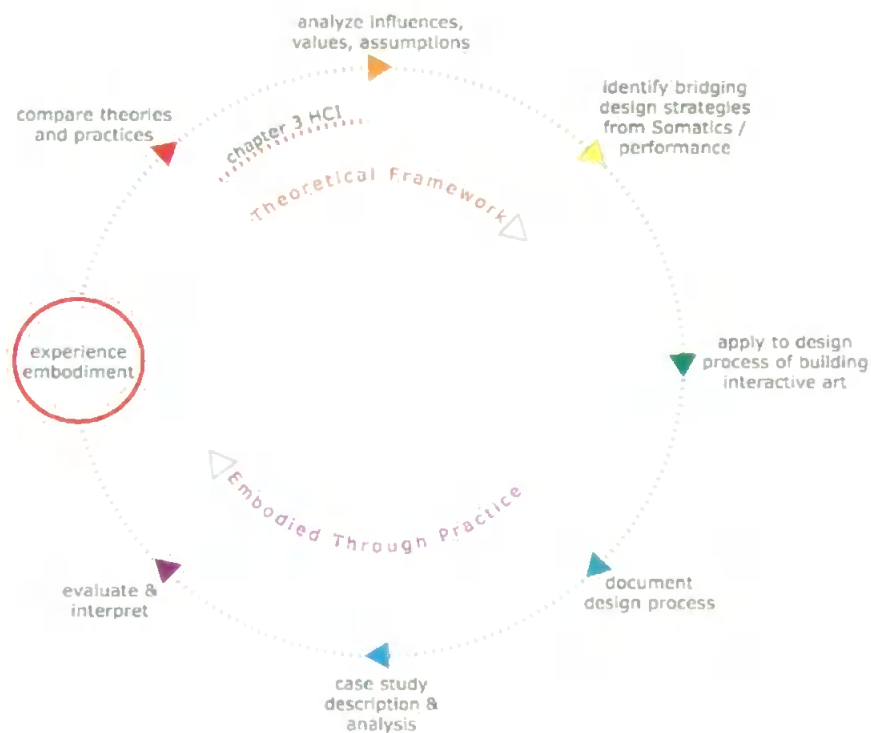 analyze influences,
values, assumptions
identify bridging
design strategies
from Somatics /
performance
compare theories
and practices
chapter 3 HCI
Theoretical Framework
experience
embodiment
apply to design
process of building
interactive art
Embodied Through Practice
document
design process
evaluate &
interpret
case study
description &
analysis